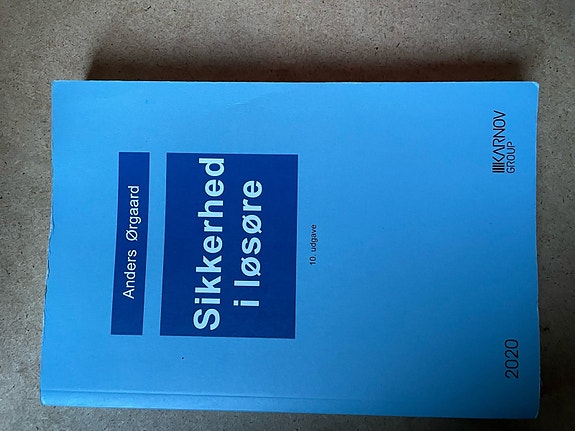 Anders Ørgaard
Sikkerhed
i løsøre
10. udgave
2020
KARNOV
GROUP